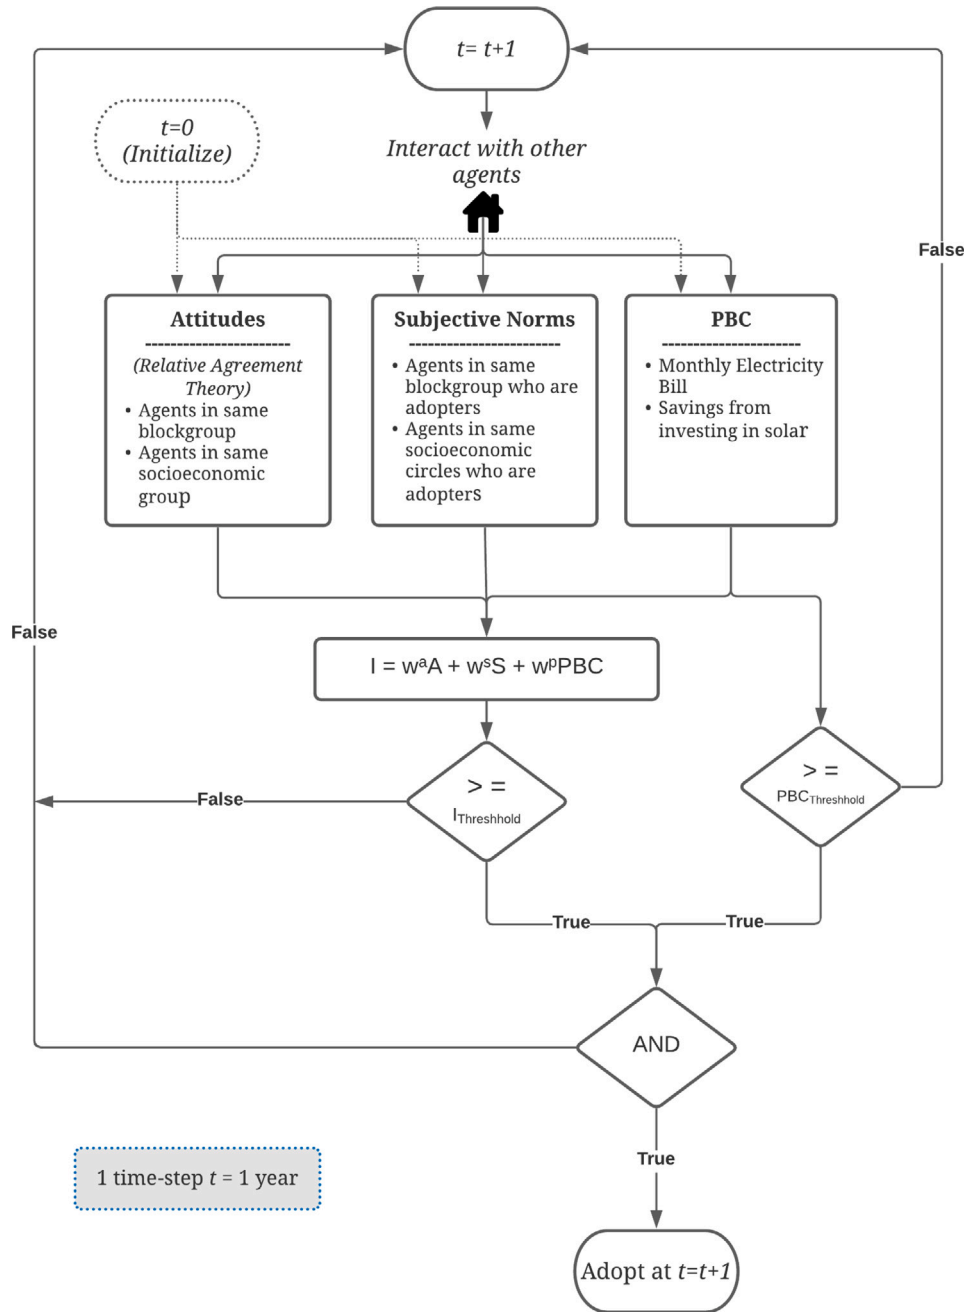 t= t+1
t=0
(Initialize)
Interact with other
agents
False
Attitudes
-----------------------
(Relative Agreement
Theory)
• Agents in same
blockgroup
• Agents in same
socioeconomic
group
Subjective Norms
------------------------
• Agents in same
blockgroup who are
adopters
• Agents in same
socioeconomic
circles who are
adopters
PBC
----------------------
• Monthly Electricity
Bill
• Savings from
investing in solar
False
I = wᵃA + wˢS + wᵖPBC
> =
I Threshhold
> =
PBC Threshhold
False
True
True
AND
True
1 time-step t = 1 year
Adopt at t=t+1